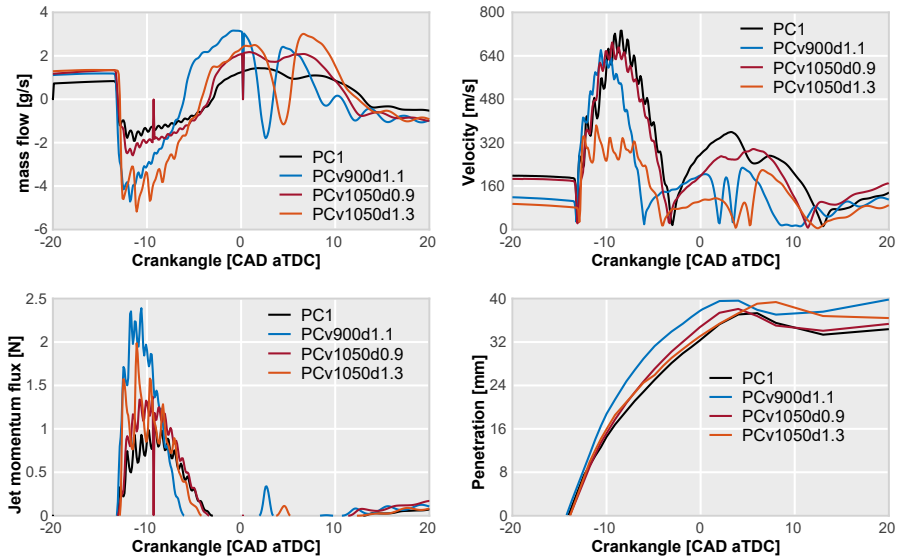 4
2
0
-2
-4
-6
mass flow [g/s]
PC1
PCv900d1.1
PCv1050d0.9
PCv1050d1.3
-20 -10 0 10 20
Crankangle [CAD aTDC]
800
640
480
320
160
0
Velocity [m/s]
PC1
PCv900d1.1
PCv1050d0.9
PCv1050d1.3
-20 -10 0 10 20
Crankangle [CAD aTDC]
2.5
2
1.5
1
0.5
0
Jet momentum flux [N]
PC1
PCv900d1.1
PCv1050d0.9
PCv1050d1.3
-20 -10 0 10 20
Crankangle [CAD aTDC]
40
32
24
16
8
0
Penetration [mm]
PC1
PCv900d1.1
PCv1050d0.9
PCv1050d1.3
-20 -10 0 10 20
Crankangle [CAD aTDC]